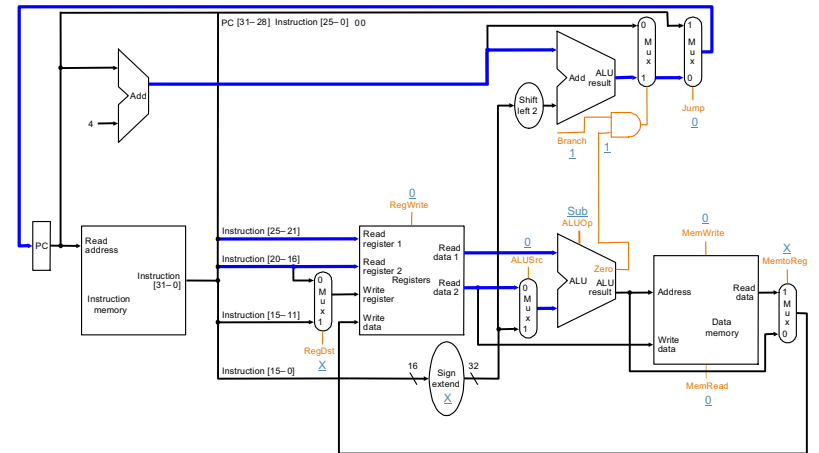 PC [31–28] Instruction [25–0] 00
0
M
u
x
1
1
M
u
x
0
Add
ALU
result
Add
4
Shift
left 2
Jump
0
Branch
1
1
0
RegWrite
Sub
ALUOp
0
MemWrite
X
MemtoReg
PC
Read
address
Instruction
[31–0]
Instruction
memory
Instruction [25–21]
Instruction [20–16]
Instruction [15–11]
Instruction [15–0]
0
M
u
x
1
RegDst
X
Read
register 1
Read
register 2
Registers
Write
register
Write
data
Read
data 1
Read
data 2
0
ALUSrc
0
M
u
x
1
Zero
ALU
ALU
result
Address
Read
data
Data
memory
Write
data
1
M
u
x
0
MemRead
0
16
Sign
extend
X
32